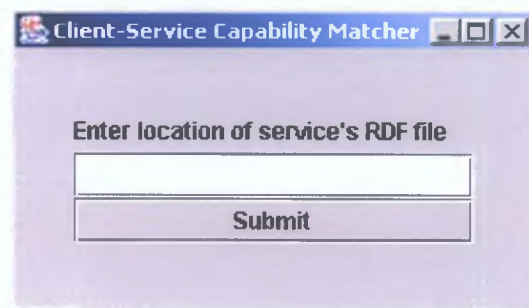 Client-Service Capability Matcher
Enter location of service's RDF file
Submit